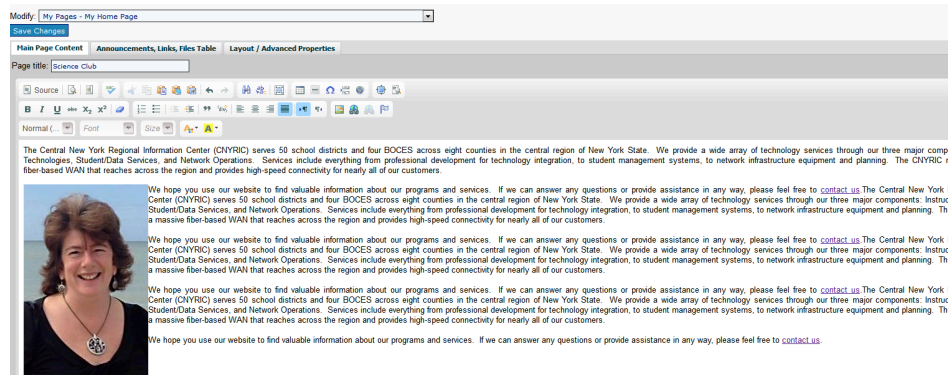 Modify: My Pages - My Home Page
Save Changes
Main Page Content Announcements, Links, Files Table Layout / Advanced Properties
Page title: Science Club
Source
B I U abc X₂ X²
Normal (... Font Size A A
The Central New York Regional Information Center (CNYRIC) serves 50 school districts and four BOCES across eight counties in the central region of New York State. We provide a wide array of technology services through our three major comp
Technologies, Student/Data Services, and Network Operations. Services include everything from professional development for technology integration, to student management systems, to network infrastructure equipment and planning. The CNYRIC
fiber-based WAN that reaches across the region and provides high-speed connectivity for nearly all of our customers.
We hope you use our website to find valuable information about our programs and services. If we can answer any questions or provide assistance in any way, please feel free to contact us.The Central New York
Center (CNYRIC) serves 50 school districts and four BOCES across eight counties in the central region of New York State. We provide a wide array of technology services through our three major components: Instruc
Student/Data Services, and Network Operations. Services include everything from professional development for technology integration, to student management systems, to network infrastructure equipment and planning. Th
a massive fiber-based WAN that reaches across the region and provides high-speed connectivity for nearly all of our customers.
We hope you use our website to find valuable information about our programs and services. If we can answer any questions or provide assistance in any way, please feel free to contact us.The Central New York
Center (CNYRIC) serves 50 school districts and four BOCES across eight counties in the central region of New York State. We provide a wide array of technology services through our three major components: Instruc
Student/Data Services, and Network Operations. Services include everything from professional development for technology integration, to student management systems, to network infrastructure equipment and planning. Th
a massive fiber-based WAN that reaches across the region and provides high-speed connectivity for nearly all of our customers.
We hope you use our website to find valuable information about our programs and services. If we can answer any questions or provide assistance in any way, please feel free to contact us.The Central New York
Center (CNYRIC) serves 50 school districts and four BOCES across eight counties in the central region of New York State. We provide a wide array of technology services through our three major components: Instruc
Student/Data Services, and Network Operations. Services include everything from professional development for technology integration, to student management systems, to network infrastructure equipment and planning. Th
a massive fiber-based WAN that reaches across the region and provides high-speed connectivity for nearly all of our customers.
We hope you use our website to find valuable information about our programs and services. If we can answer any questions or provide assistance in any way, please feel free to contact us.